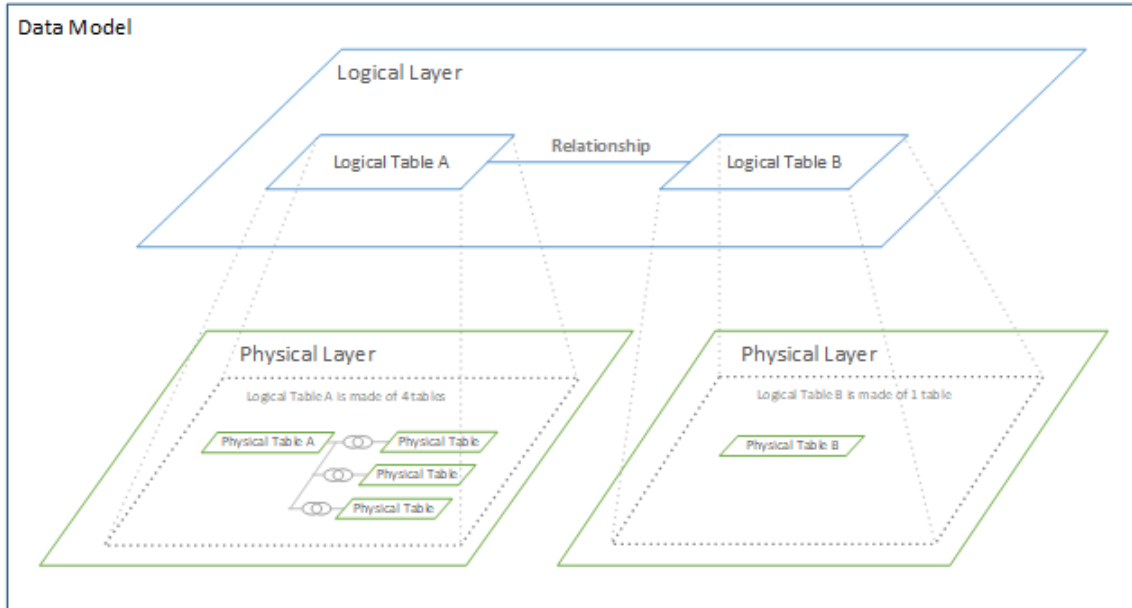 Data Model
Logical Layer
Logical Table A
Relationship
Logical Table B
Physical Layer
Logical Table A is made of 4 tables
Physical Table A
Physical Table
Physical Table
Physical Table
Physical Layer
Logical Table B is made of 1 table
Physical Table B